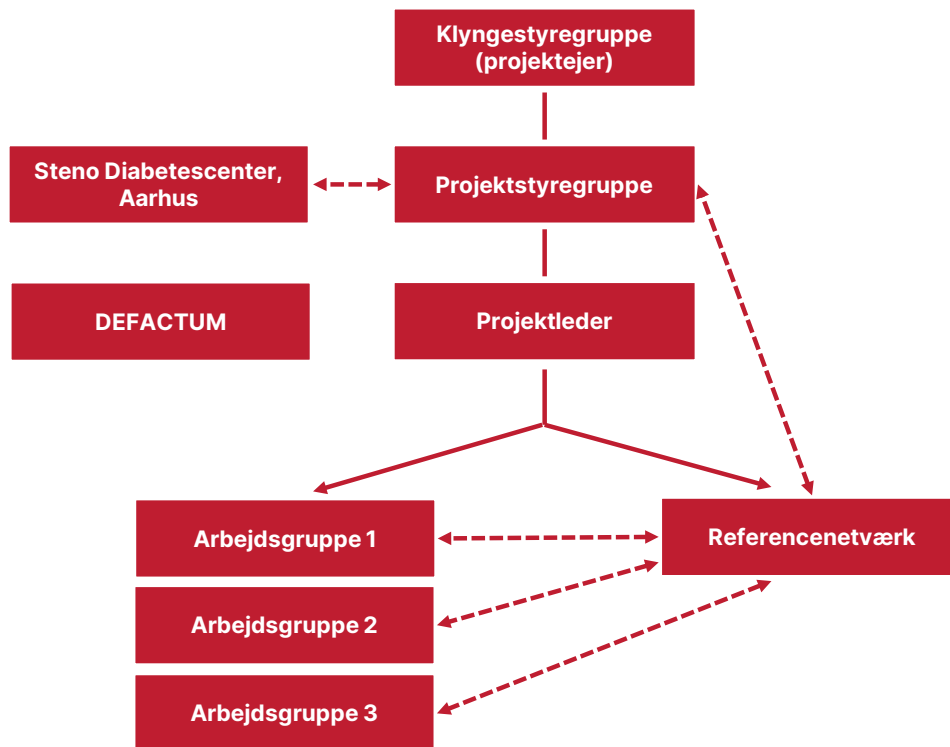 Klyngestyregruppe
(projektejer)
Steno Diabetescenter,
Aarhus
Projektstyregruppe
DEFACTUM
Projektleder
Arbejdsgruppe 1
Referencenetværk
Arbejdsgruppe 2
Arbejdsgruppe 3